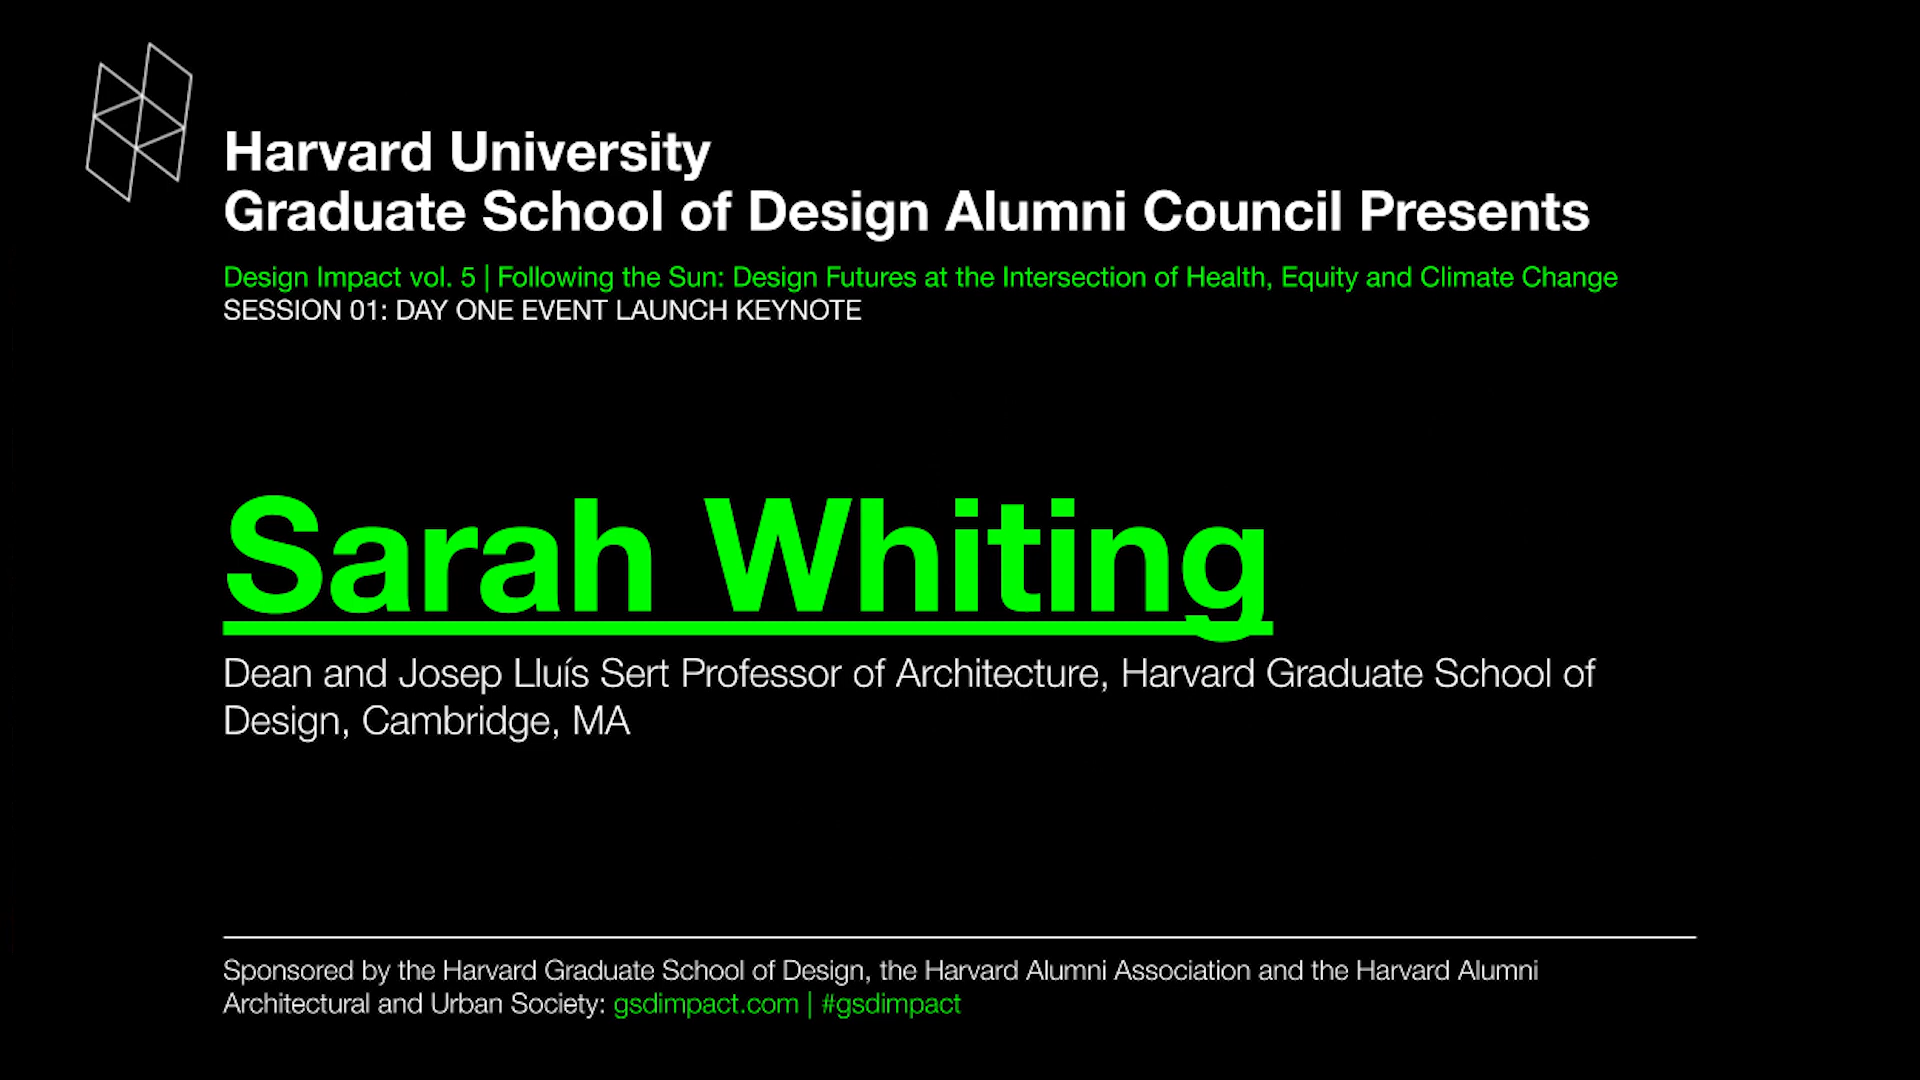 Harvard University
Graduate School of Design Alumni Council Presents
Design Impact vol. 5 | Following the Sun: Design Futures at the Intersection of Health, Equity and Climate Change
SESSION 01: DAY ONE EVENT LAUNCH KEYNOTE
Sarah Whiting
Dean and Josep Lluís Sert Professor of Architecture, Harvard Graduate School of
Design, Cambridge, MA
Sponsored by the Harvard Graduate School of Design, the Harvard Alumni Association and the Harvard Alumni
Architectural and Urban Society: gsdimpact.com | #gsdimpact